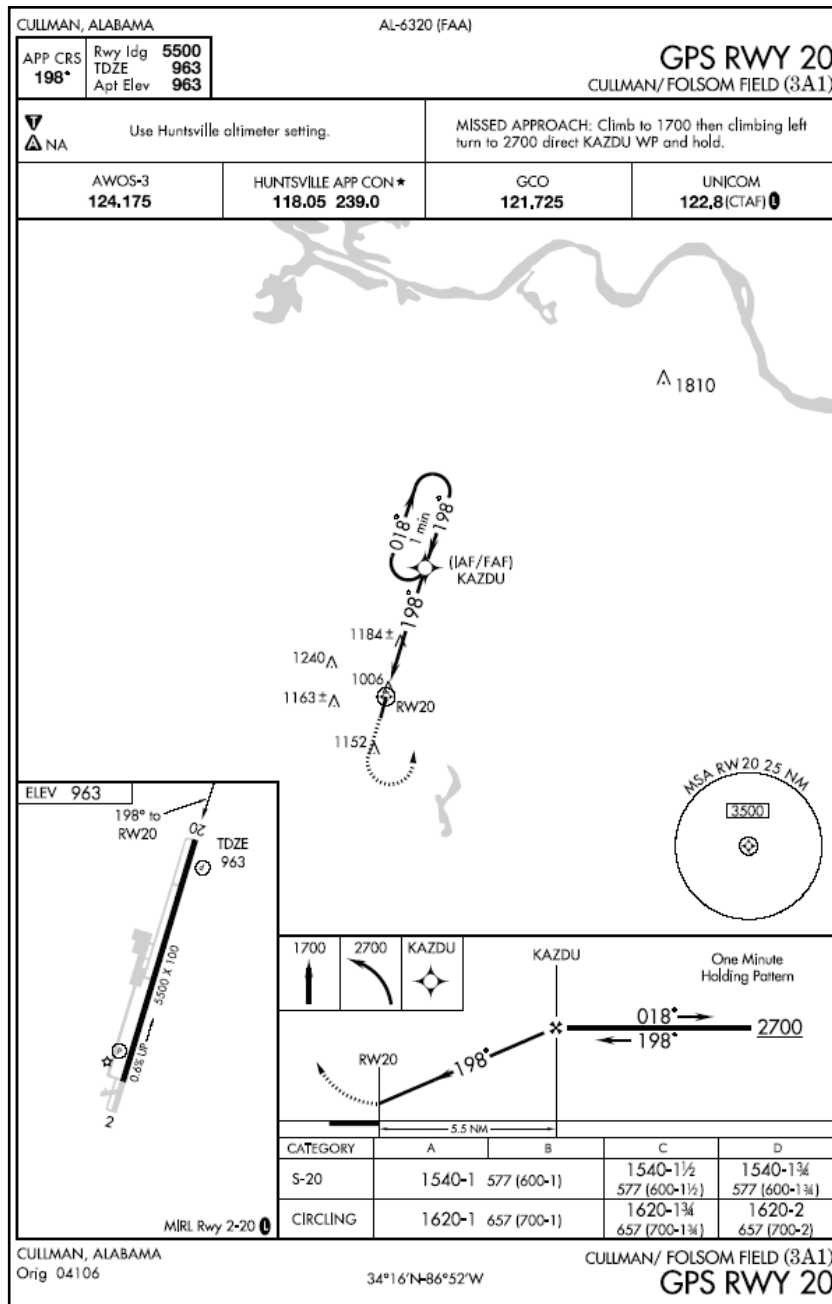 CULLMAN, ALABAMA
AL-6320 (FAA)
APP CRS
198°
Rwy ldg 5500
TDZE 963
Apt Elev 963
GPS RWY 20
CULLMAN/FOLSOM FIELD (3A1)
T
A NA
Use Huntsville altimeter setting.
MISSED APPROACH: Climb to 1700 then climbing left
turn to 2700 direct KAZDU WP and hold.
AWOS-3
124.175
HUNTSVILLE APP CON ★
118.05 239.0
GCO
121.725
UNICOM
122.8 (CTAF) L
1810
018°
1 min
198°
(IAF/FAF)
KAZDU
198°
1184±
1240
1006
1163±
RW20
1152
MSA RW20 25 NM
3500
ELEV 963
198° to
RW20
20
TDZE
963
5500 X 100
0.6% UP
2
MIRL Rwy 2-20 L
1700
2700
KAZDU
KAZDU
One Minute
Holding Pattern
018°
198°
2700
RW20
198°
5.5 NM
CATEGORY A B C D
S-20 1540-1 577 (600-1) 1540-1½ 577 (600-1½) 1540-1¾ 577 (600-1¾)
CIRCLING 1620-1 657 (700-1) 1620-1¾ 657 (700-1¾) 1620-2 657 (700-2)
CULLMAN, ALABAMA
Orig 04106
34°16'N-86°52'W
CULLMAN/ FOLSOM FIELD (3A1)
GPS RWY 20